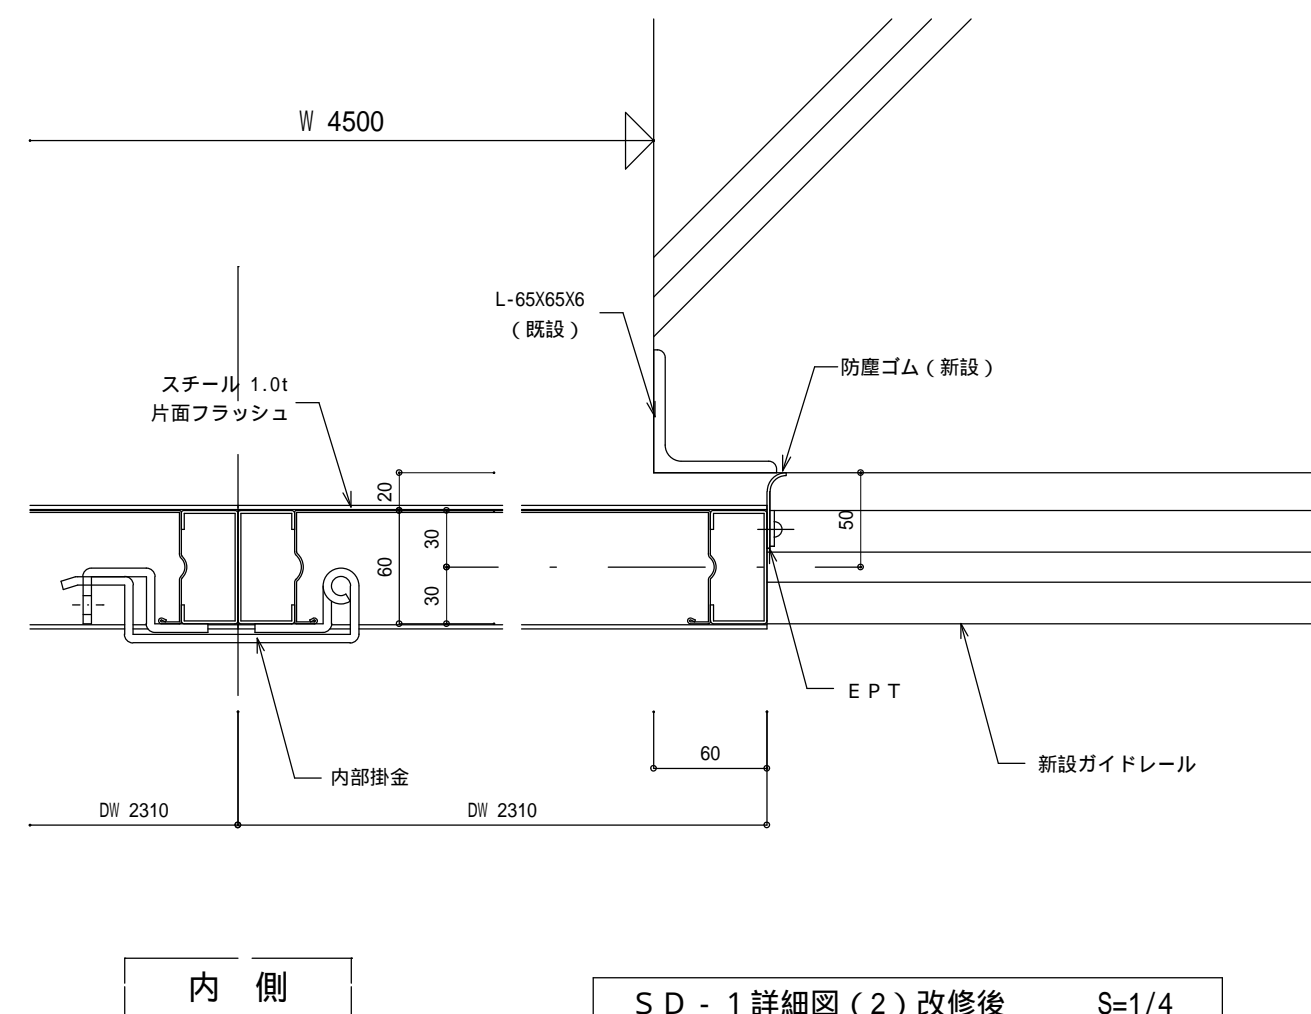 W 4500
L-65X65X6
(既設)
防塵ゴム(新設)
スチール 1.0t
片面フラッシュ
20
60
30
30
50
EPT
60
新設ガイドレール
内部掛金
DW 2310
DW 2310
内 側
SD-1詳細図(2)改修後 S=1/4